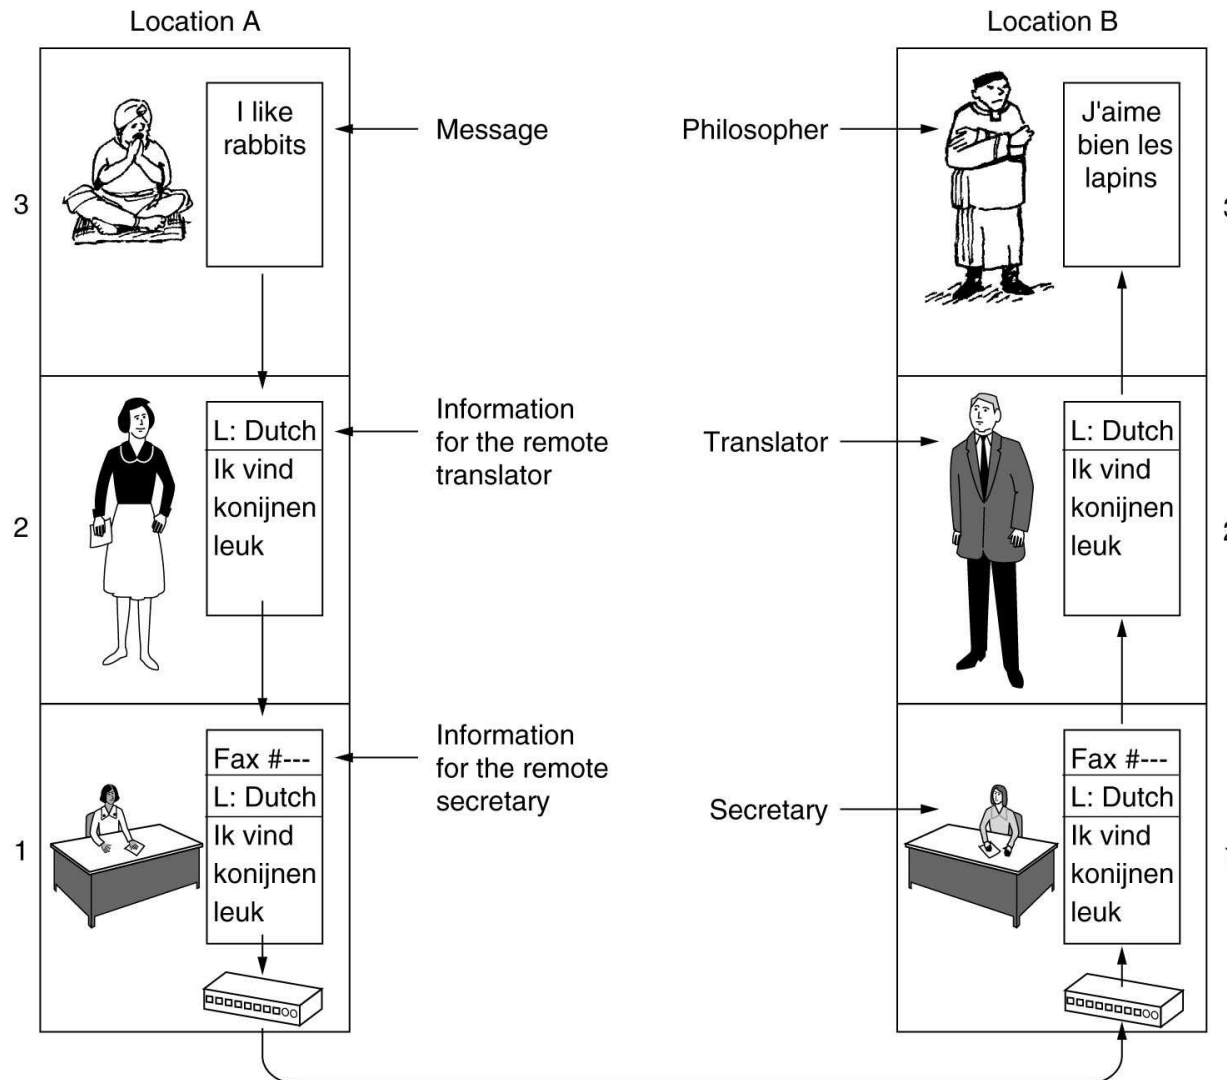 Location A
Location B
I like
rabbits
Message
Philosopher
J'aime
bien les
lapins
3
3
L: Dutch
Ik vind
konijnen
leuk
Information
for the remote
translator
Translator
L: Dutch
Ik vind
konijnen
leuk
2
2
Fax #---
L: Dutch
Ik vind
konijnen
leuk
Information
for the remote
secretary
Secretary
Fax #---
L: Dutch
Ik vind
konijnen
leuk
1